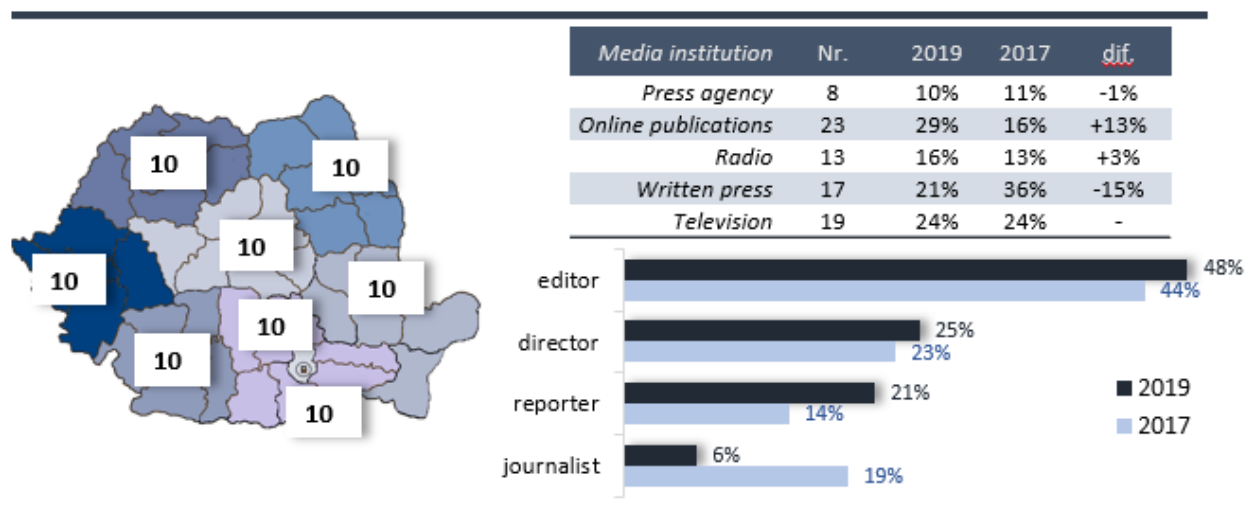 Media institution Nr. 2019 2017 dif.
Press agency 8 10% 11% -1%
Online publications 23 29% 16% +13%
Radio 13 16% 13% +3%
Written press 17 21% 36% -15%
Television 19 24% 24% -
10
10
10
10
10
10
10
10
B
editor 48%
44%
director 25%
23%
reporter 21%
14%
journalist 6%
19%
2019
2017